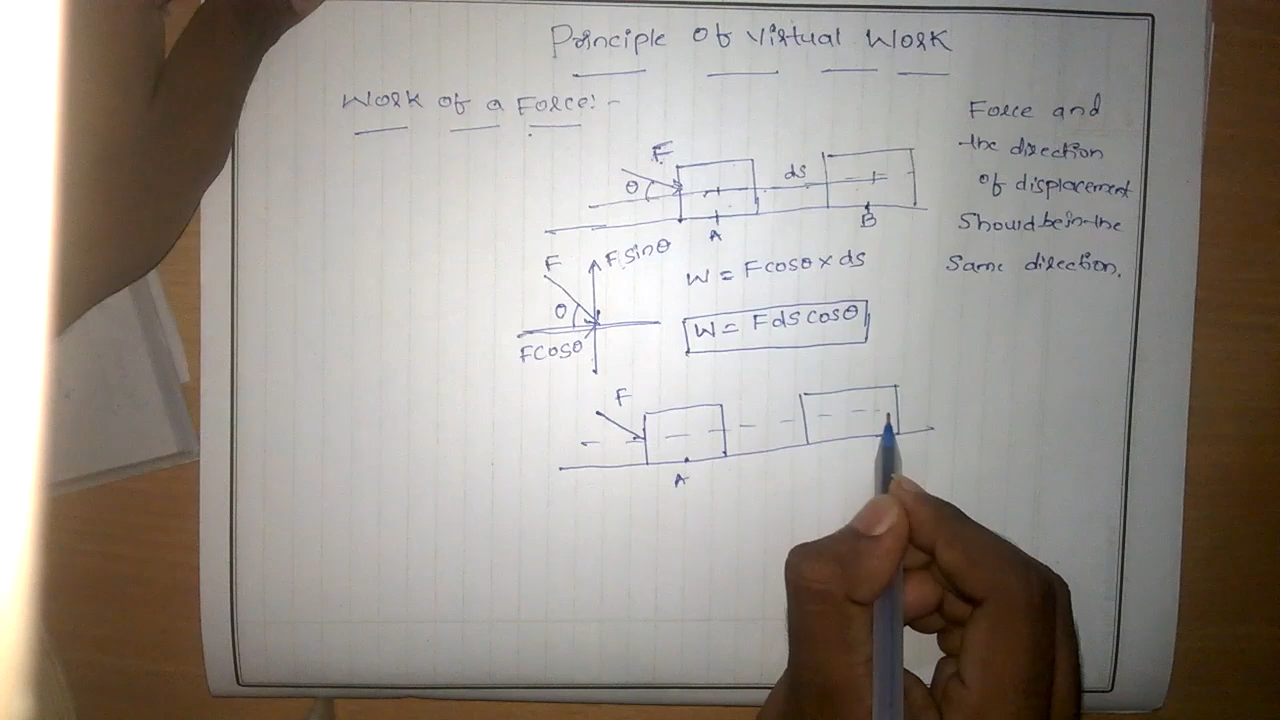 Principle Of Virtual Work
Work of a Force:-
Force and
the direction
of displacement
Should be in the
Same direction.
F
θ
ds
A
B
F
F sinθ
θ
F cosθ
W = F cosθ x ds
W = F ds cosθ
F
A